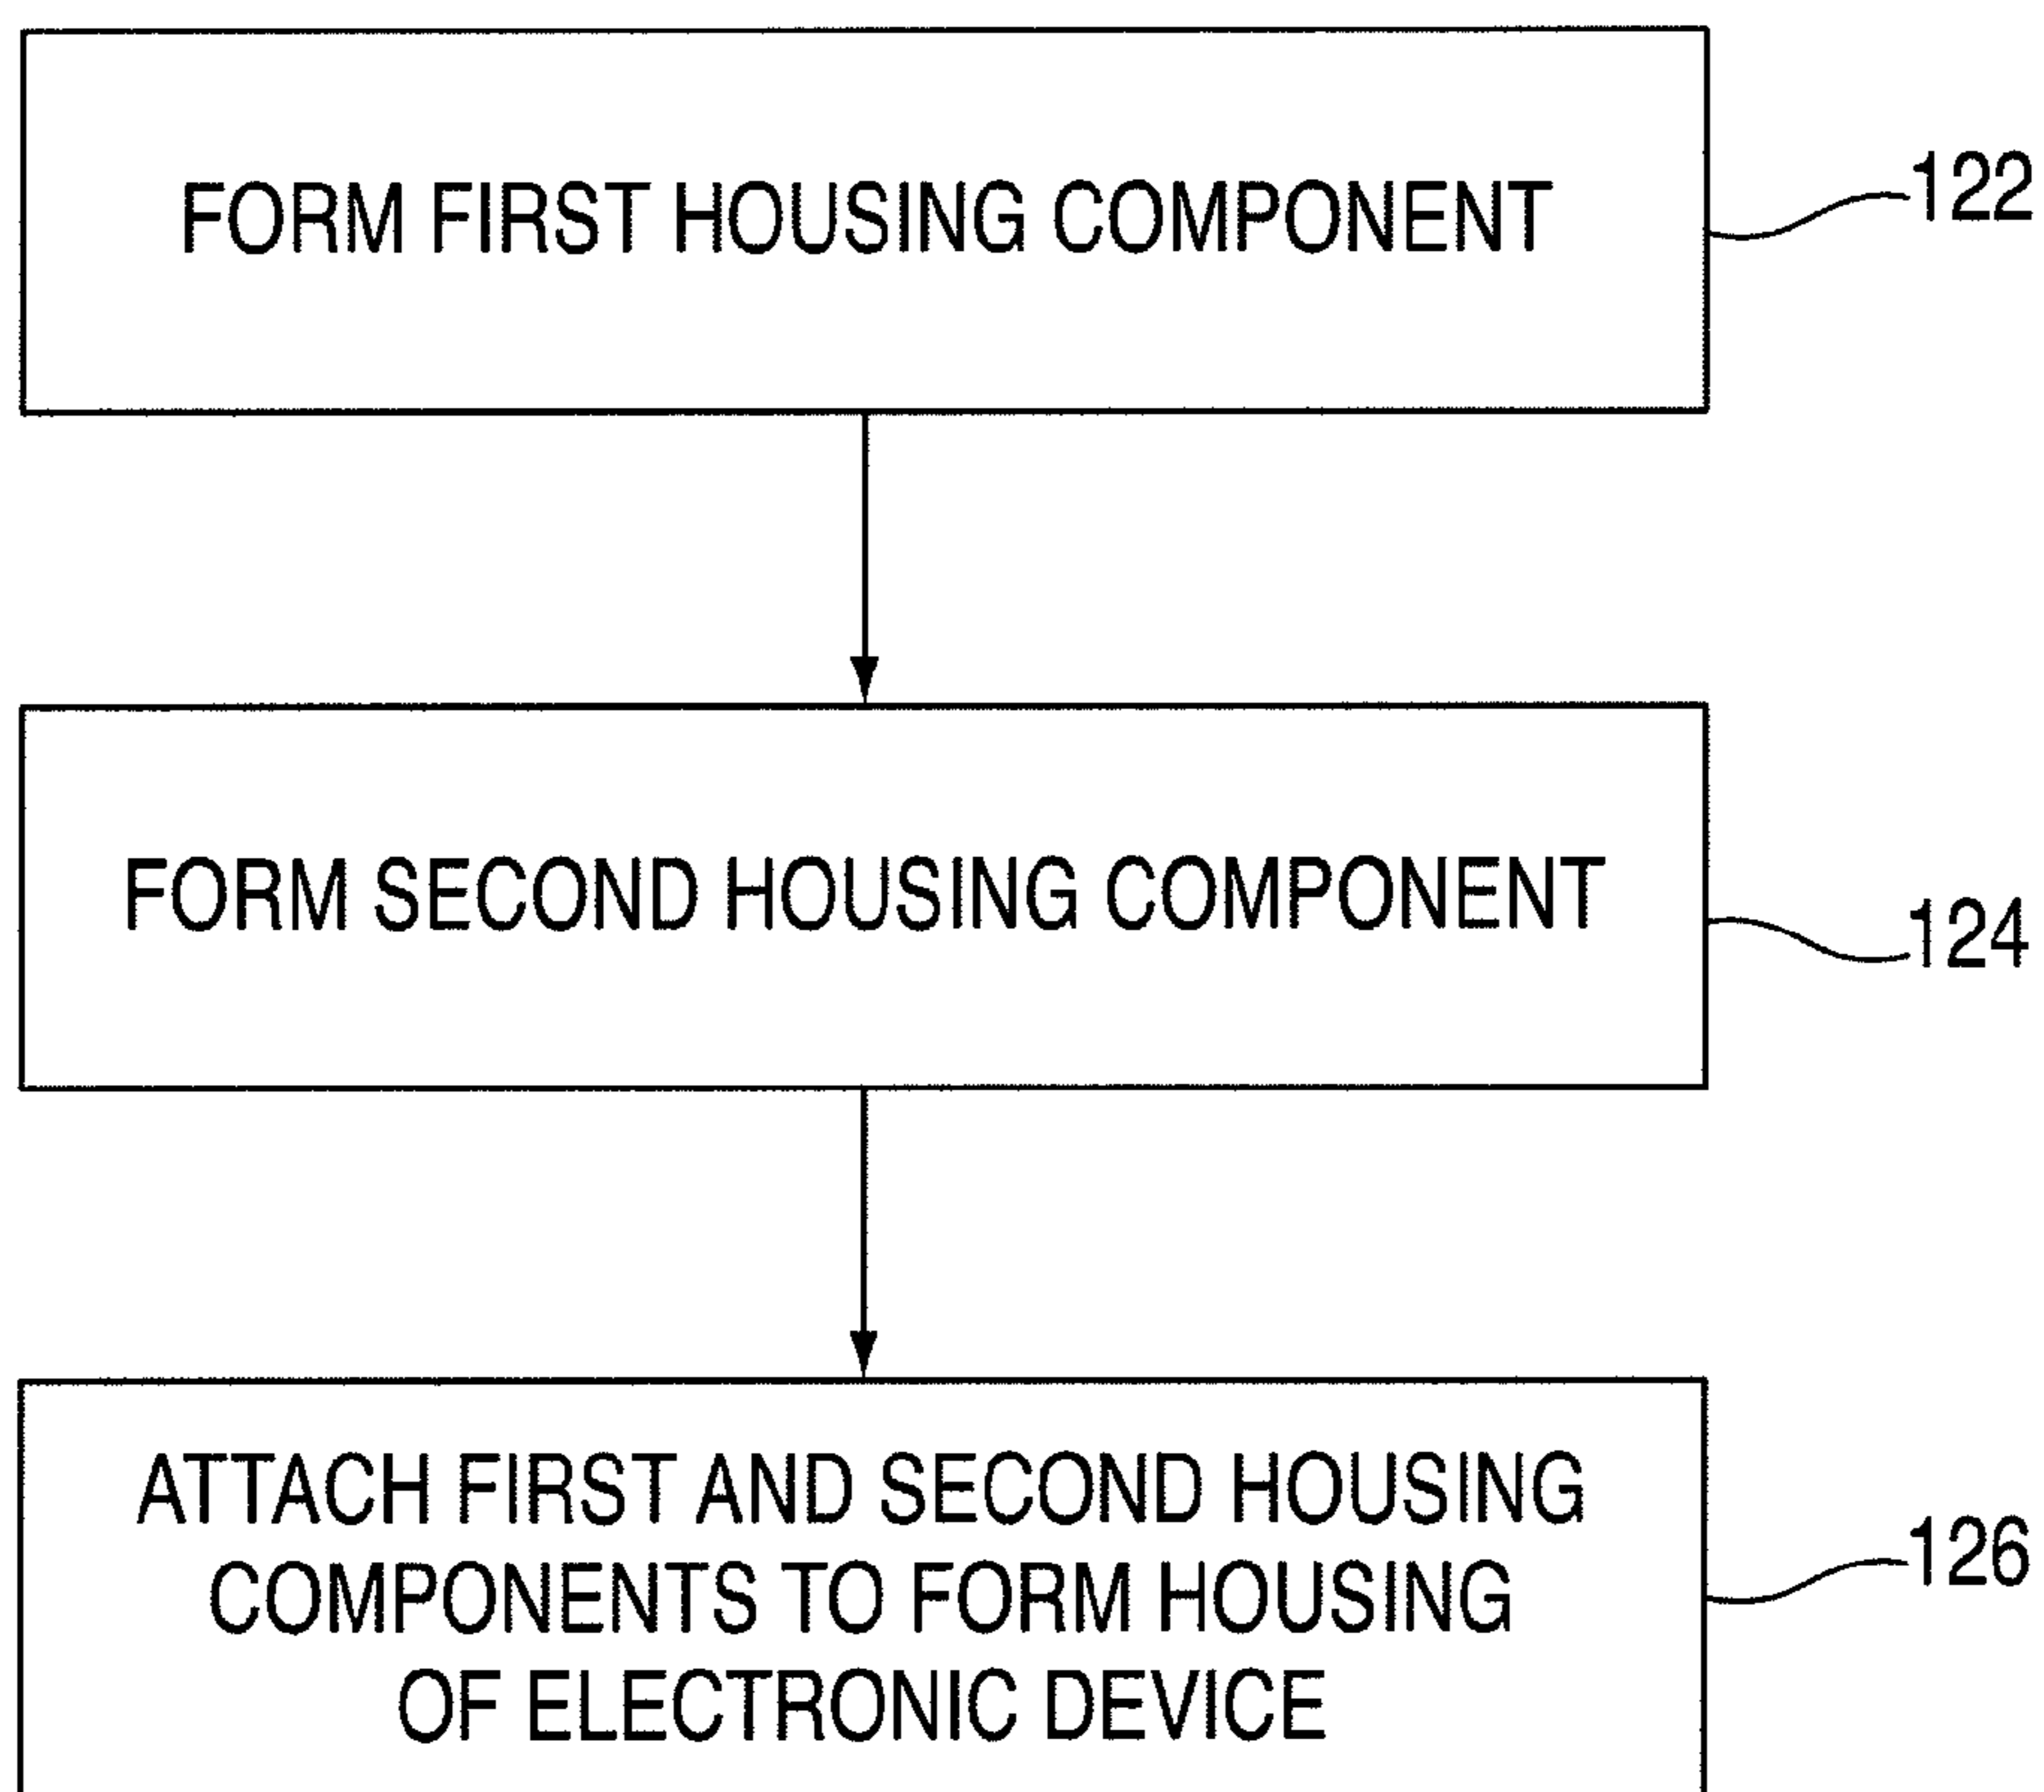 FORM FIRST HOUSING COMPONENT
122
FORM SECOND HOUSING COMPONENT
124
ATTACH FIRST AND SECOND HOUSING
COMPONENTS TO FORM HOUSING
OF ELECTRONIC DEVICE
126